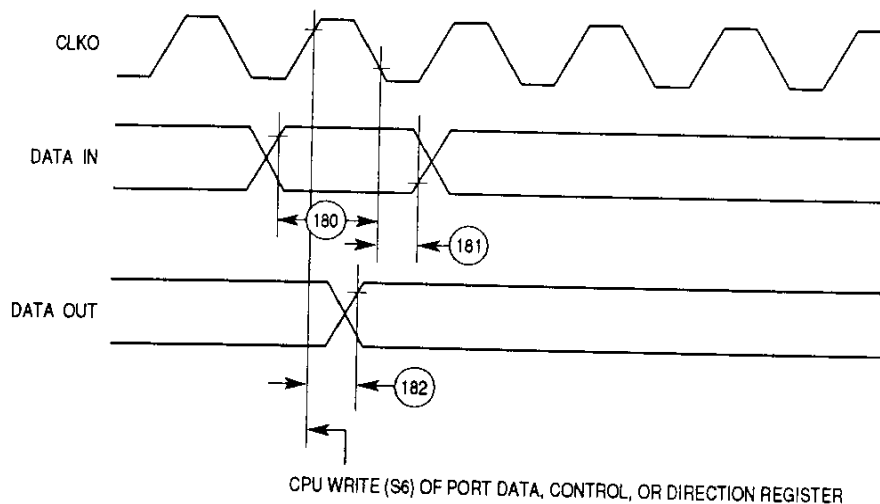 CLKO
DATA IN
180
181
DATA OUT
182
CPU WRITE (S6) OF PORT DATA, CONTROL, OR DIRECTION REGISTER